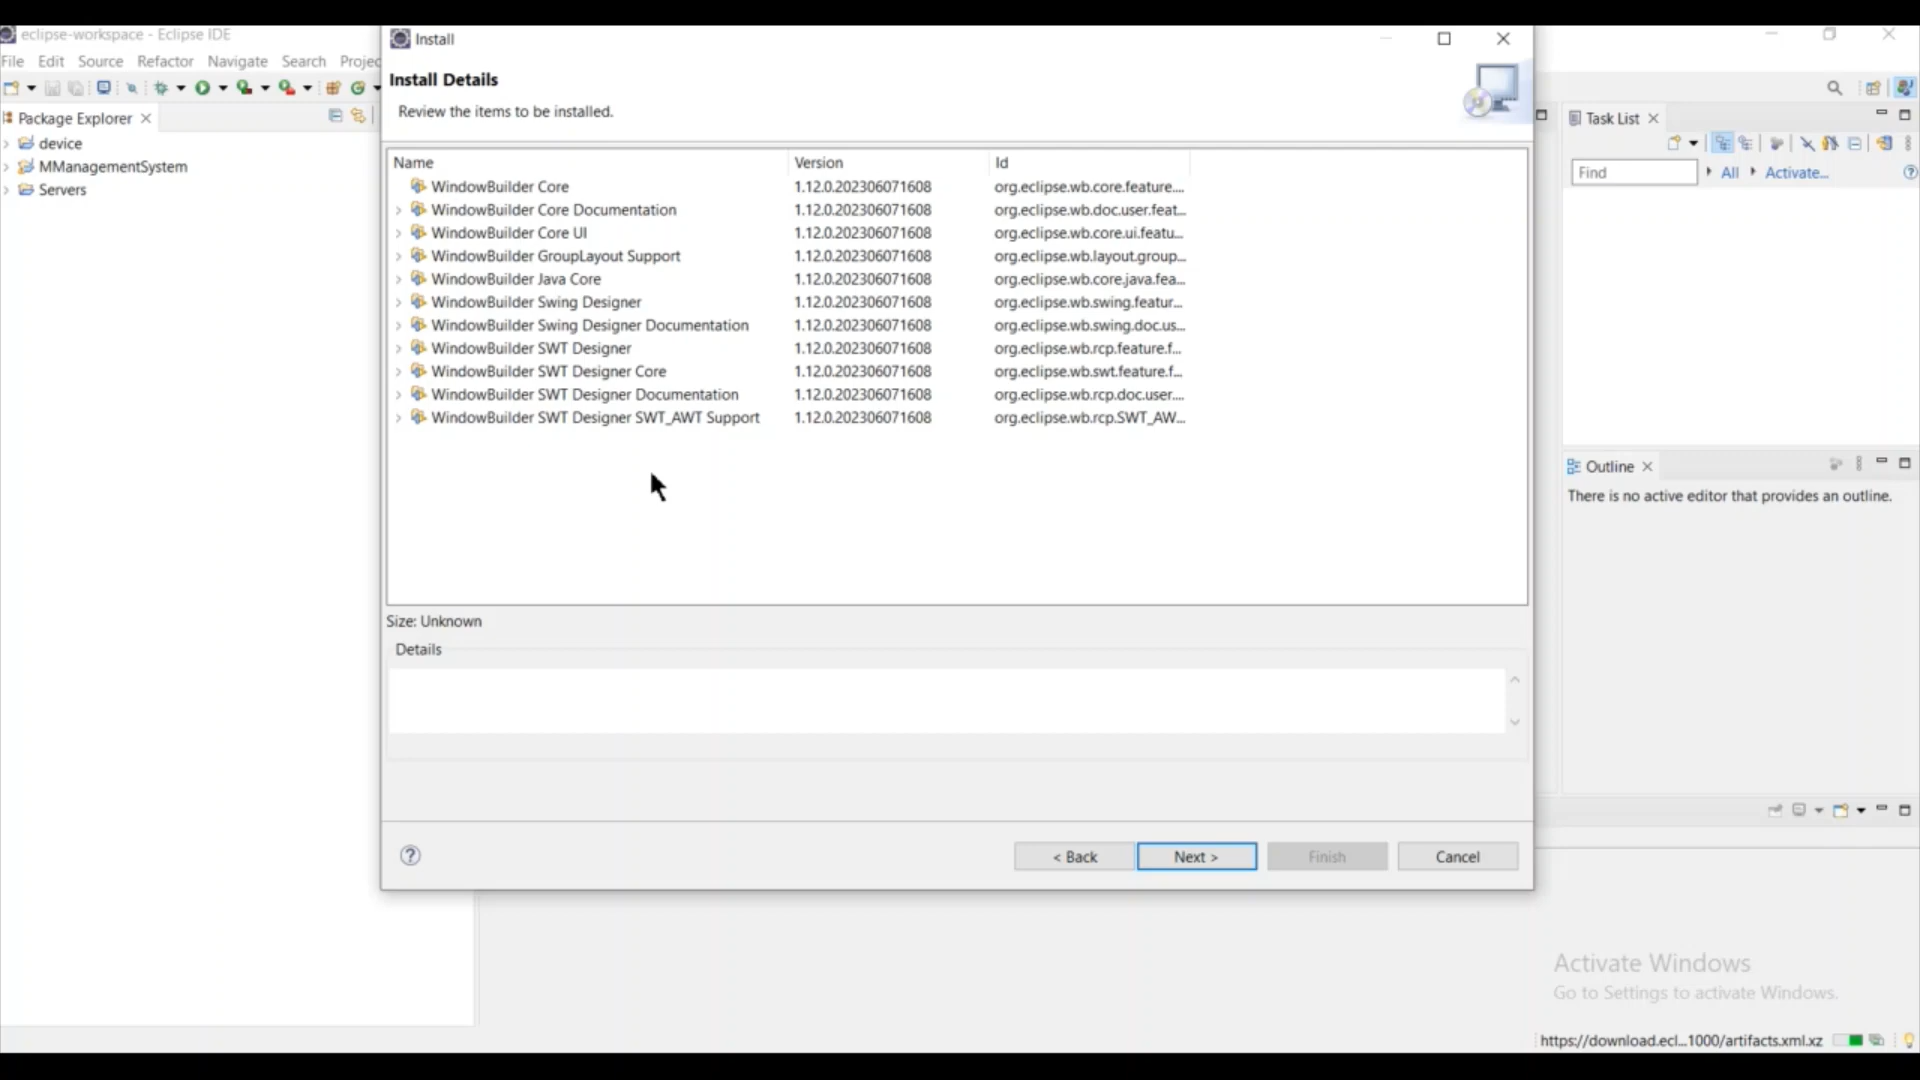 eclipse-workspace - Eclipse IDE
File Edit Source Refactor Navigate Search Projec
Package Explorer
device
MManagementSystem
Servers
Install
Install Details
Review the items to be installed.
Name Version Id
WindowBuilder Core 1.12.0.202306071608 org.eclipse.wb.core.feature....
WindowBuilder Core Documentation 1.12.0.202306071608 org.eclipse.wb.doc.user.feat...
WindowBuilder Core UI 1.12.0.202306071608 org.eclipse.wb.core.ui.featu...
WindowBuilder GroupLayout Support 1.12.0.202306071608 org.eclipse.wb.layout.group...
WindowBuilder Java Core 1.12.0.202306071608 org.eclipse.wb.core.java.fea...
WindowBuilder Swing Designer 1.12.0.202306071608 org.eclipse.wb.swing.featur...
WindowBuilder Swing Designer Documentation 1.12.0.202306071608 org.eclipse.wb.swing.doc.us...
WindowBuilder SWT Designer 1.12.0.202306071608 org.eclipse.wb.rcp.feature.f...
WindowBuilder SWT Designer Core 1.12.0.202306071608 org.eclipse.wb.swt.feature.f...
WindowBuilder SWT Designer Documentation 1.12.0.202306071608 org.eclipse.wb.rcp.doc.user....
WindowBuilder SWT Designer SWT_AWT Support 1.12.0.202306071608 org.eclipse.wb.rcp.SWT_AW...
Size: Unknown
Details
< Back Next > Finish Cancel
Task List
Find All Activate...
Outline
There is no active editor that provides an outline.
Activate Windows
Go to Settings to activate Windows.
https://download.ecl...1000/artifacts.xml.xz